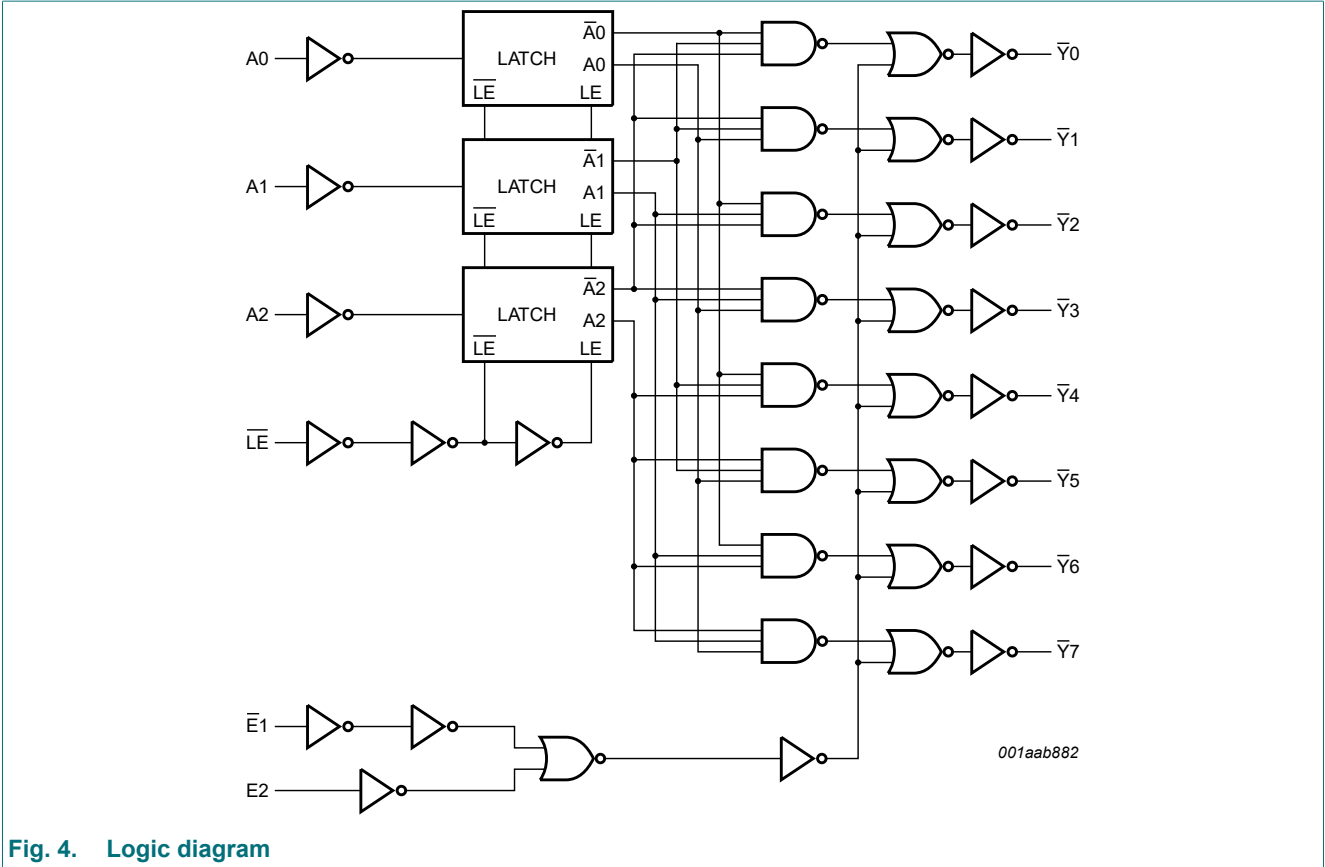 A̅0
LATCH
A0
A0
L̅E̅
LE
Y̅0
Y̅1
A̅1
LATCH
A1
A1
L̅E̅
LE
Y̅2
A̅2
LATCH
A2
A2
L̅E̅
LE
Y̅3
Y̅4
L̅E̅
Y̅5
Y̅6
Y̅7
E̅1
E2
001aab882
Fig. 4. Logic diagram